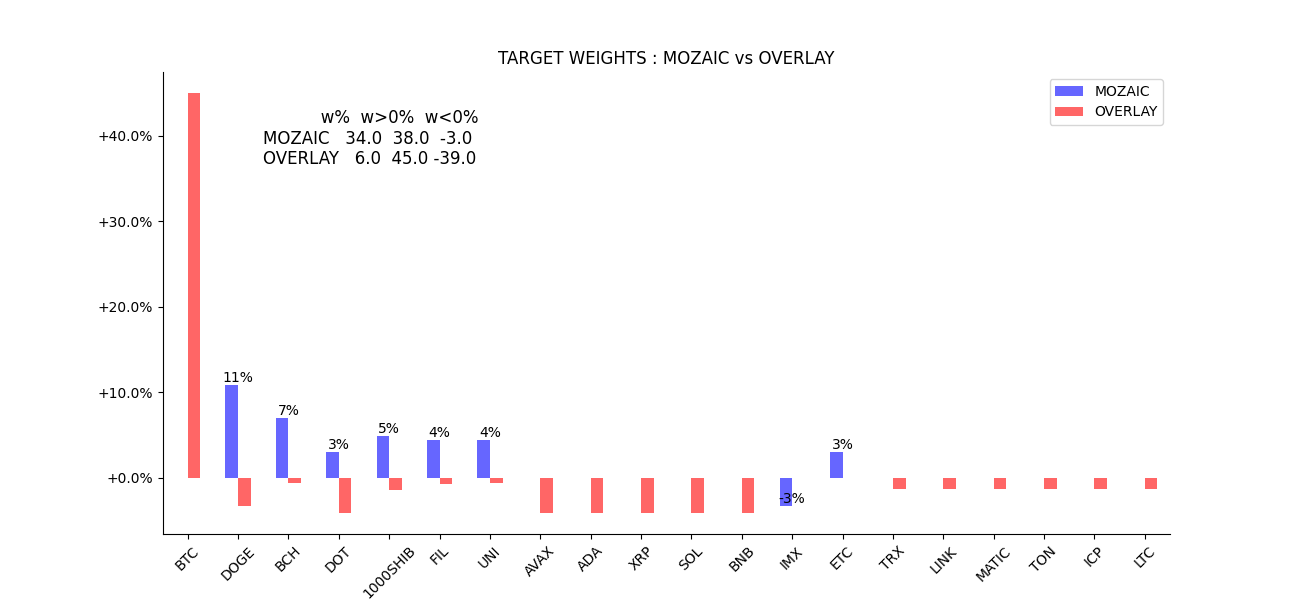 TARGET WEIGHTS : MOZAIC vs OVERLAY
MOZAIC
OVERLAY
w% w>0% w<0%
MOZAIC 34.0 38.0 -3.0
OVERLAY 6.0 45.0 -39.0
+40.0%
+30.0%
+20.0%
+10.0%
+0.0%
11%
7%
3%
5%
4%
4%
-3%
3%
BTC
DOGE
BCH
DOT
1000SHIB
FIL
UNI
AVAX
ADA
XRP
SOL
BNB
IMX
ETC
TRX
LINK
MATIC
TON
ICP
LTC